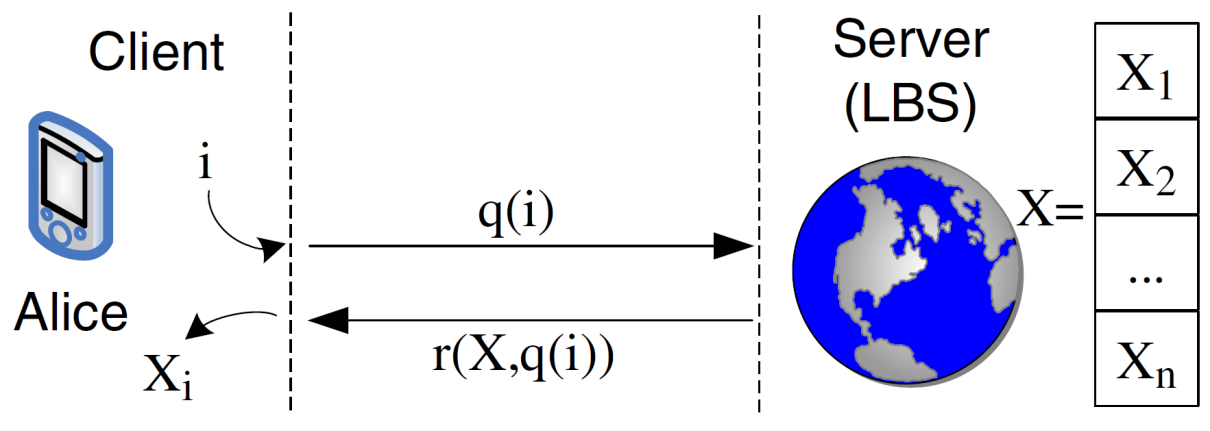 Client
Alice
i
Xᵢ
q(i)
r(X,q(i))
Server
(LBS)
X=
X₁
X₂
...
Xₙ